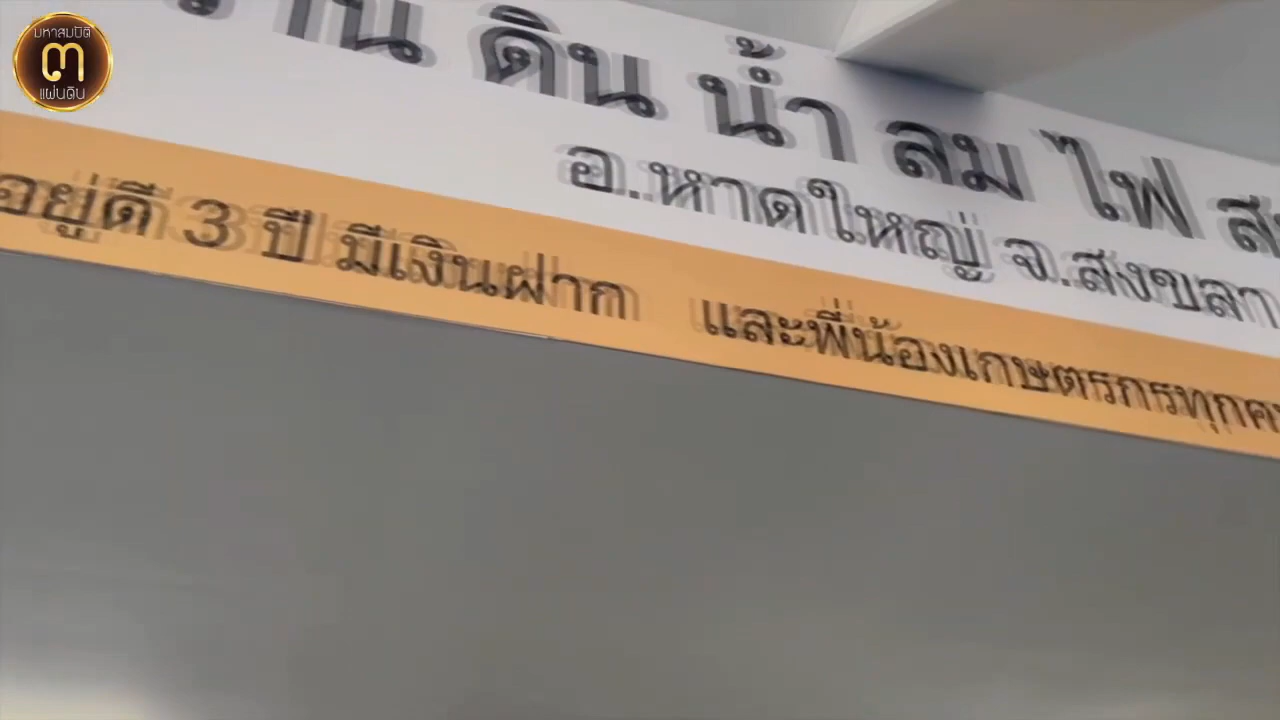 มหาสมบัติ
๓
แผ่นดิน
ดิน น้ำ ลม ไฟ
อ.หาดใหญ่ จ.สงขลา
อยู่ดี 3 ปี มีเงินฝาก และพี่น้องเกษตรกรทุก